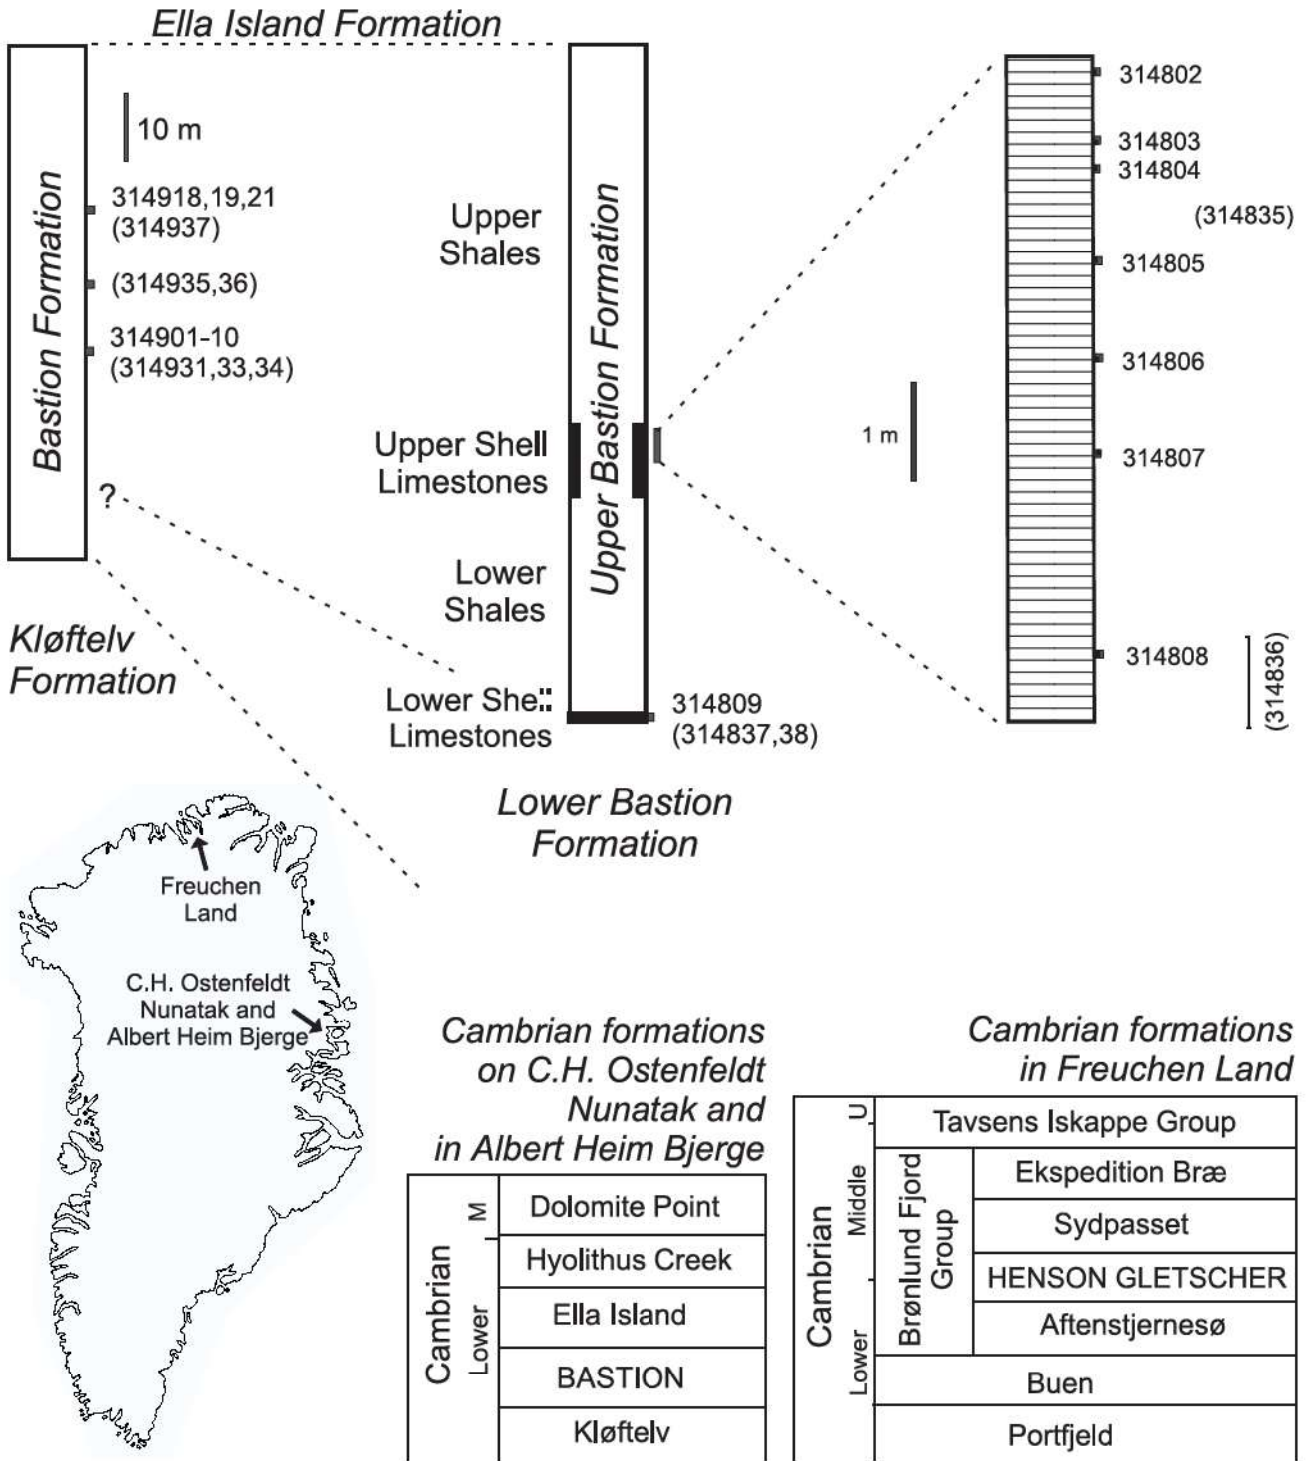 Ella Island Formation
10 m
Bastion Formation
314918,19,21
(314937)
(314935,36)
314901-10
(314931,33,34)
?
Kløftelv
Formation
Upper
Shales
Upper Shell
Limestones
Lower
Shales
Lower She::
Limestones
Upper Bastion Formation
314809
(314837,38)
Lower Bastion
Formation
314802
314803
314804
(314835)
314805
314806
1 m
314807
314808
(314836)
Freuchen
Land
C.H. Ostenfeldt
Nunatak and
Albert Heim Bjerge
Cambrian formations
on C.H. Ostenfeldt
Nunatak and
in Albert Heim Bjerge
Cambrian
M
Lower
Dolomite Point
Hyolithus Creek
Ella Island
BASTION
Kløftelv
Cambrian formations
in Freuchen Land
Cambrian
U
Middle
Lower
Tavsens Iskappe Group
Brønlund Fjord
Group
Ekspedition Bræ
Sydpasset
HENSON GLETSCHER
Aftenstjernesø
Buen
Portfjeld